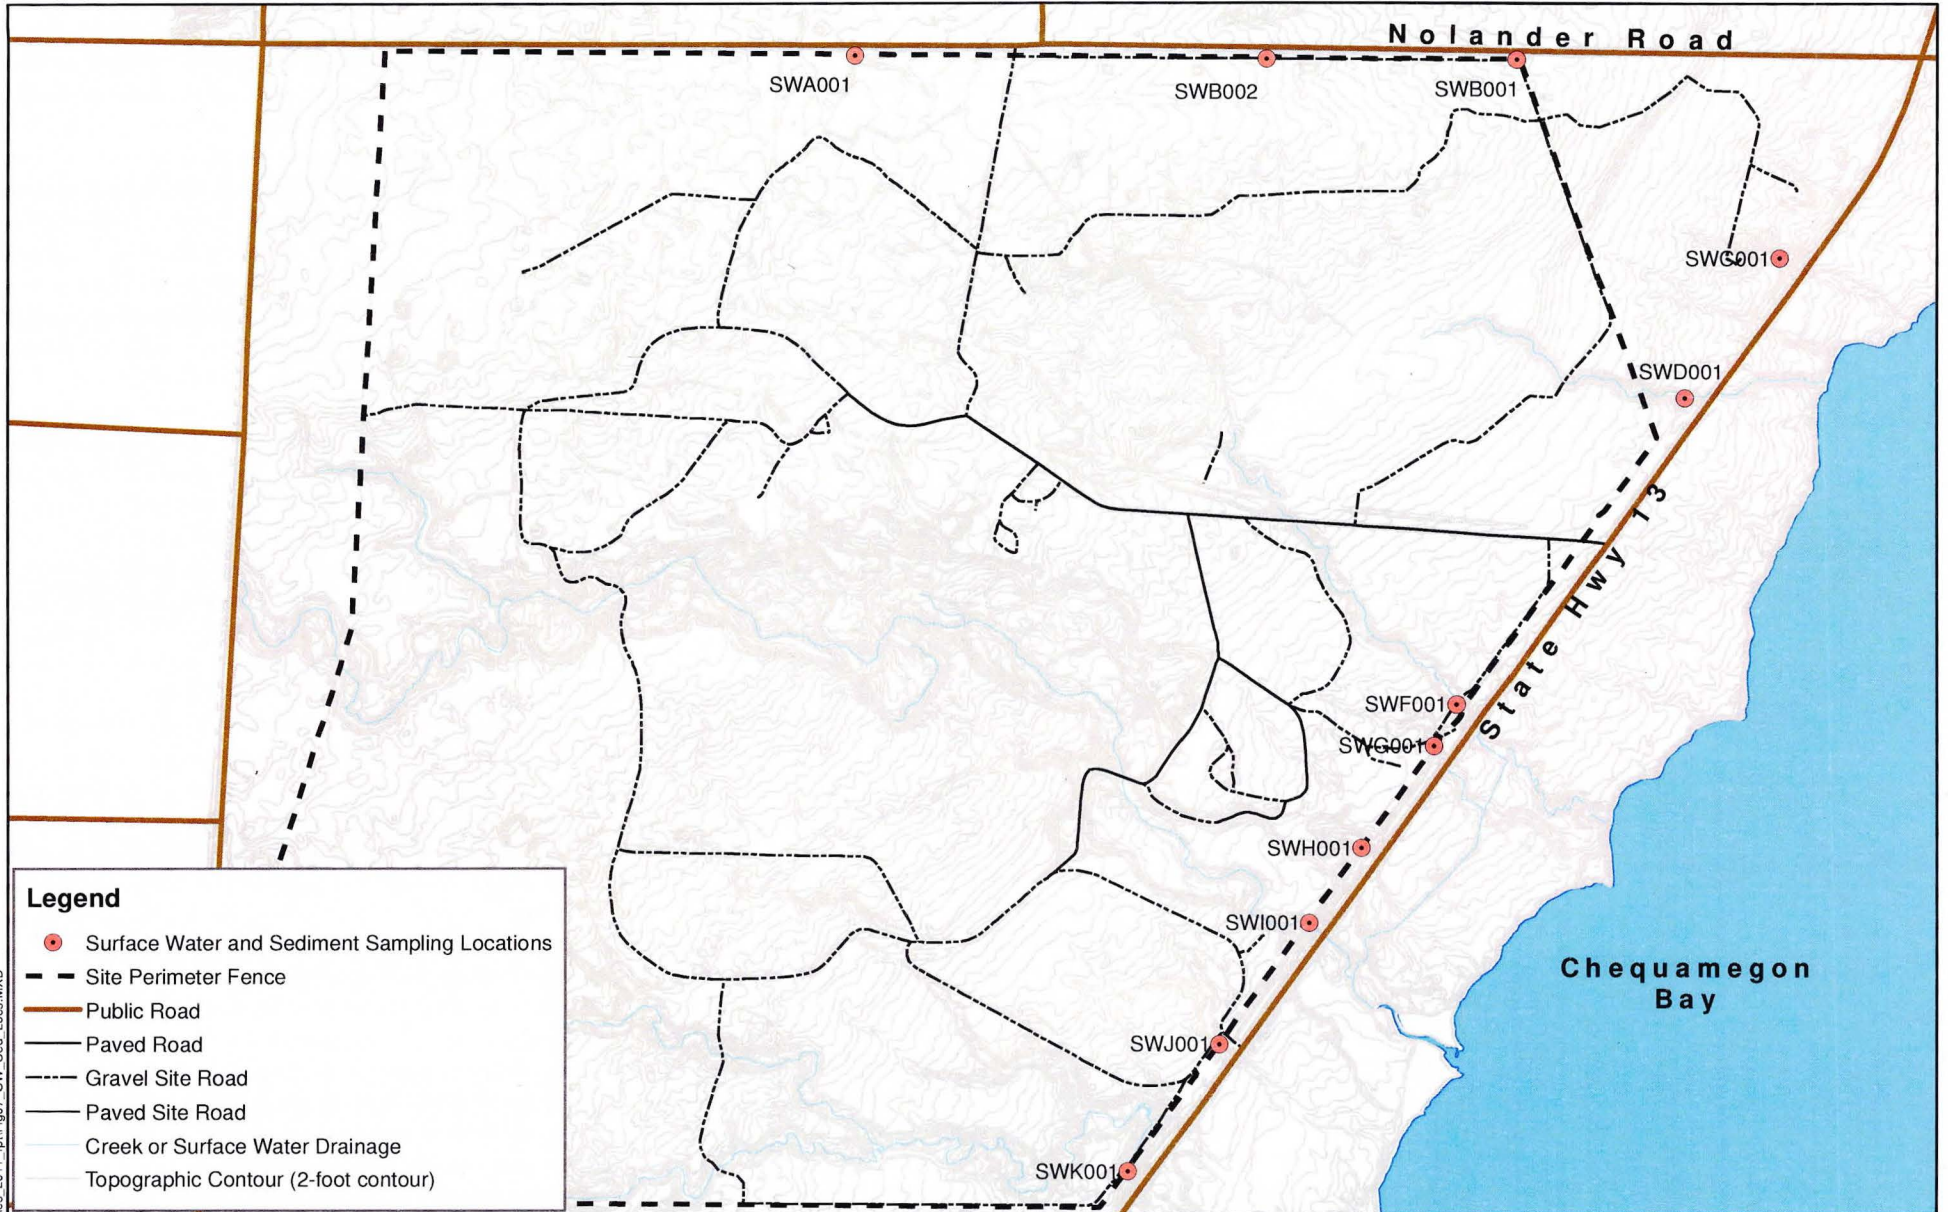 Nolander Road
SWA001
SWB002
SWB001
SWC001
SWD001
State Hwy 13
SWF001
SWG001
SWH001
SWI001
Chequamegon
Bay
SWJ001
SWK001
Legend
Surface Water and Sediment Sampling Locations
Site Perimeter Fence
Public Road
Paved Road
Gravel Site Road
Paved Site Road
Creek or Surface Water Drainage
Topographic Contour (2-foot contour)